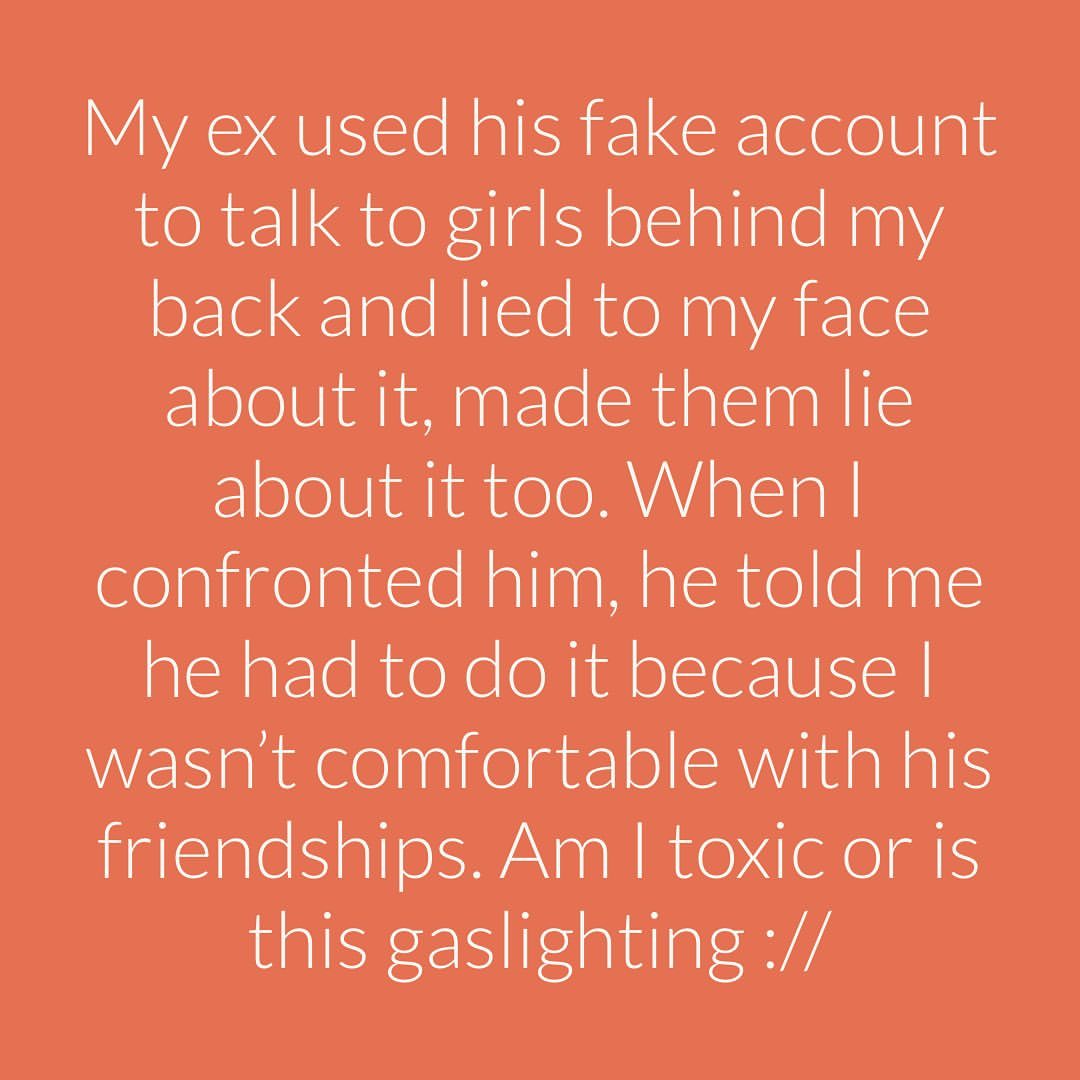 My ex used his fake account
to talk to girls behind my
back and lied to my face
about it, made them lie
about it too. When I
confronted him, he told me
he had to do it because I
wasn’t comfortable with his
friendships. Am I toxic or is
this gaslighting ://